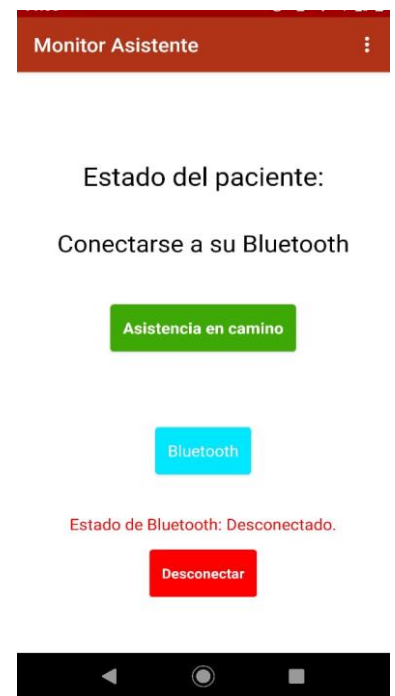 Monitor Asistente
Estado del paciente:
Conectarse a su Bluetooth
Asistencia en camino
Bluetooth
Estado de Bluetooth: Desconectado.
Desconectar